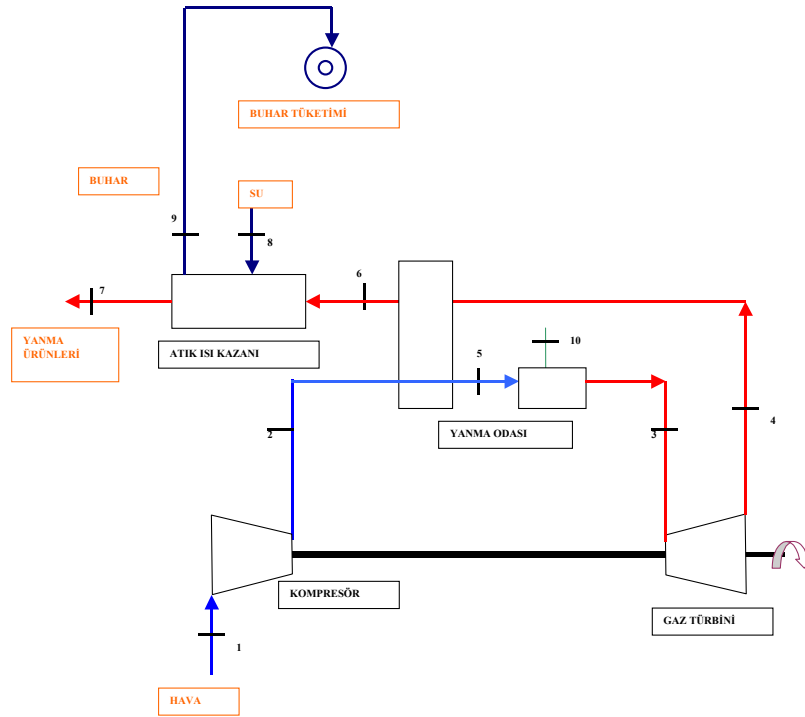 BUHAR TÜKETİMİ
BUHAR
SU
9
8
7
6
YANMA
ÜRÜNLERİ
ATIK ISI KAZANI
5
10
2
YANMA ODASI
3
4
KOMPRESÖR
GAZ TÜRBİNİ
1
HAVA